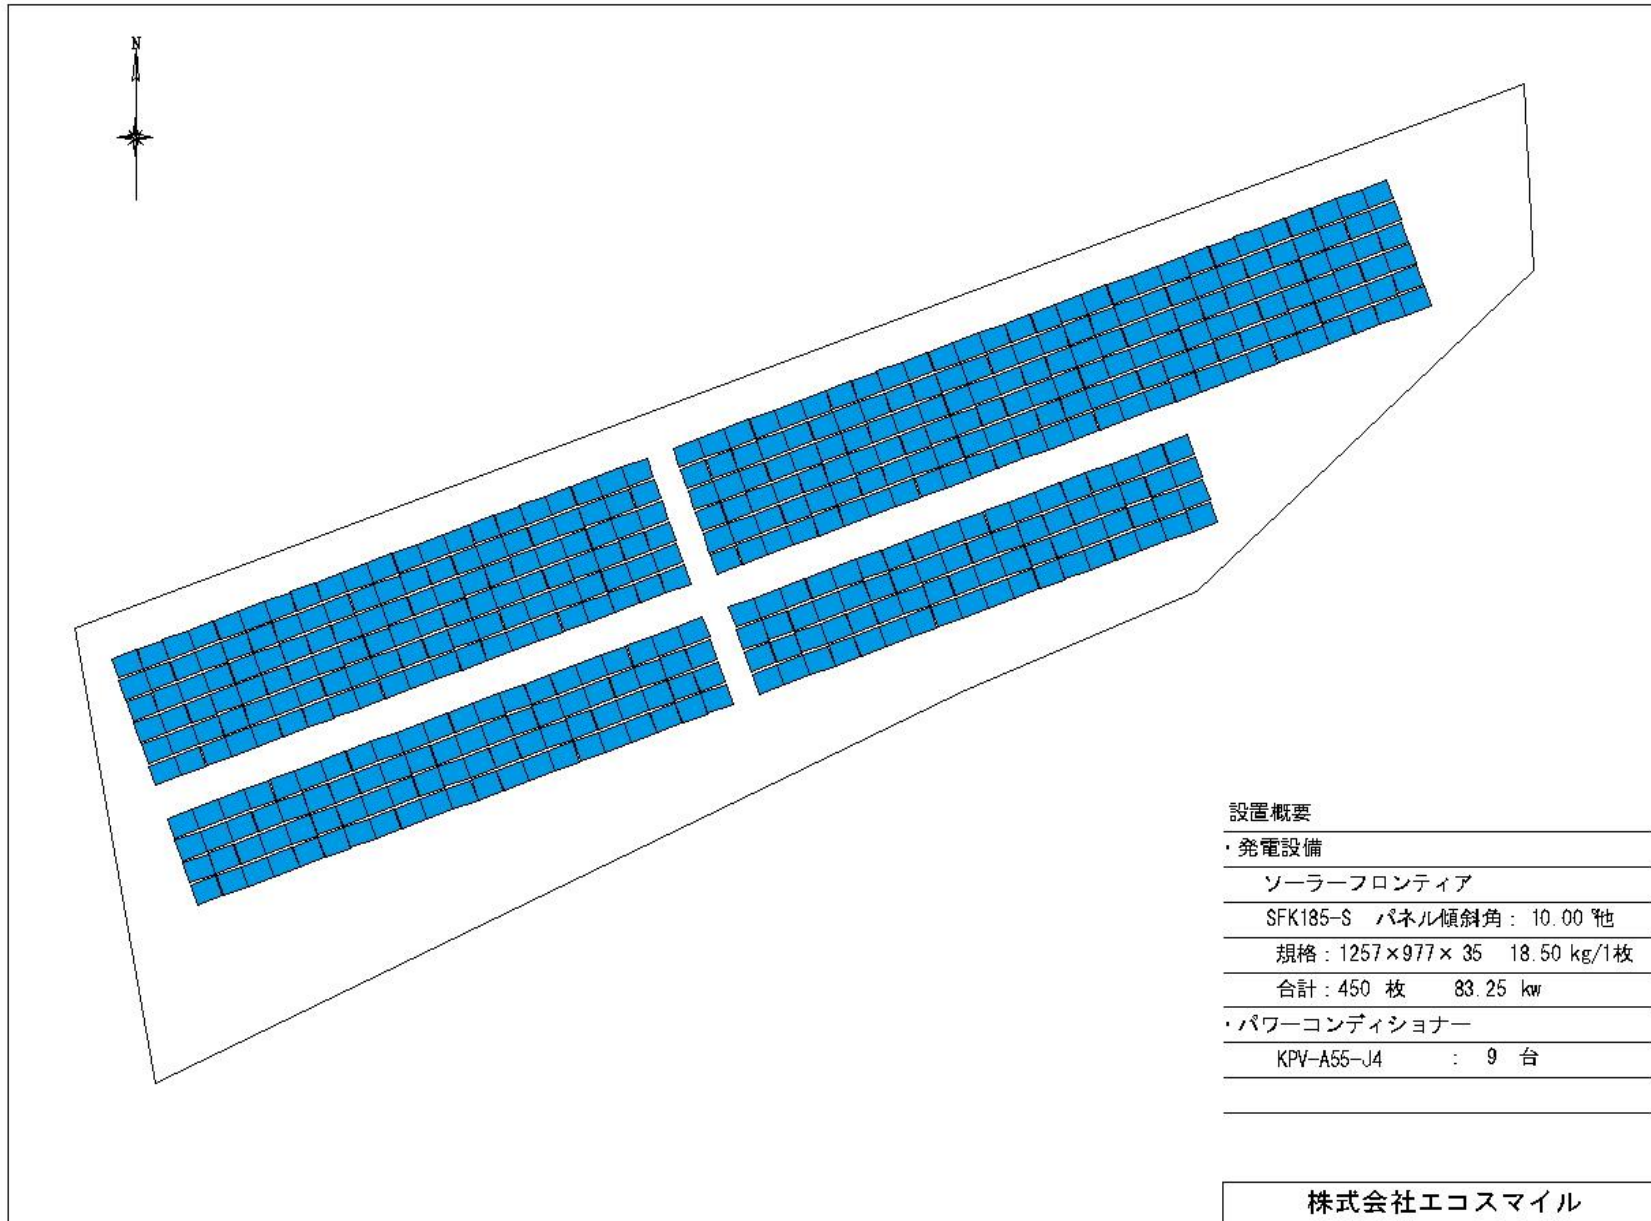 N
設置概要
・発電設備
ソーラーフロンティア
SFK185-S パネル傾斜角: 10.00 °他
規格:1257×977× 35 18.50 kg/1枚
合計:450 枚 83.25 kw
・パワーコンディショナー
KPV-A55-J4 : 9 台
株式会社エコスマイル